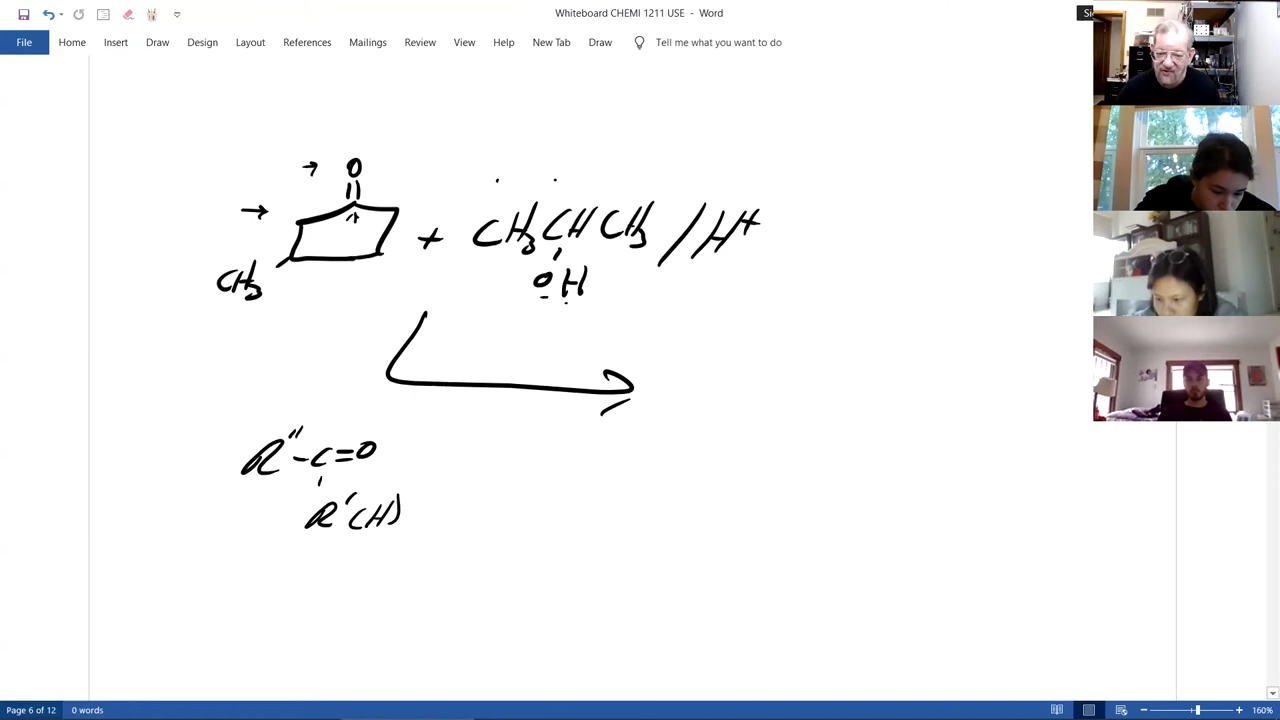 Whiteboard CHEMI 1211 USE - Word
File Home Insert Draw Design Layout References Mailings Review View Help New Tab Draw Tell me what you want to do
→ O
→
+ CH3CHCH3 / H+
CH3
OH
R'' - C = O
R'(H)
Page 6 of 12 0 words
160%